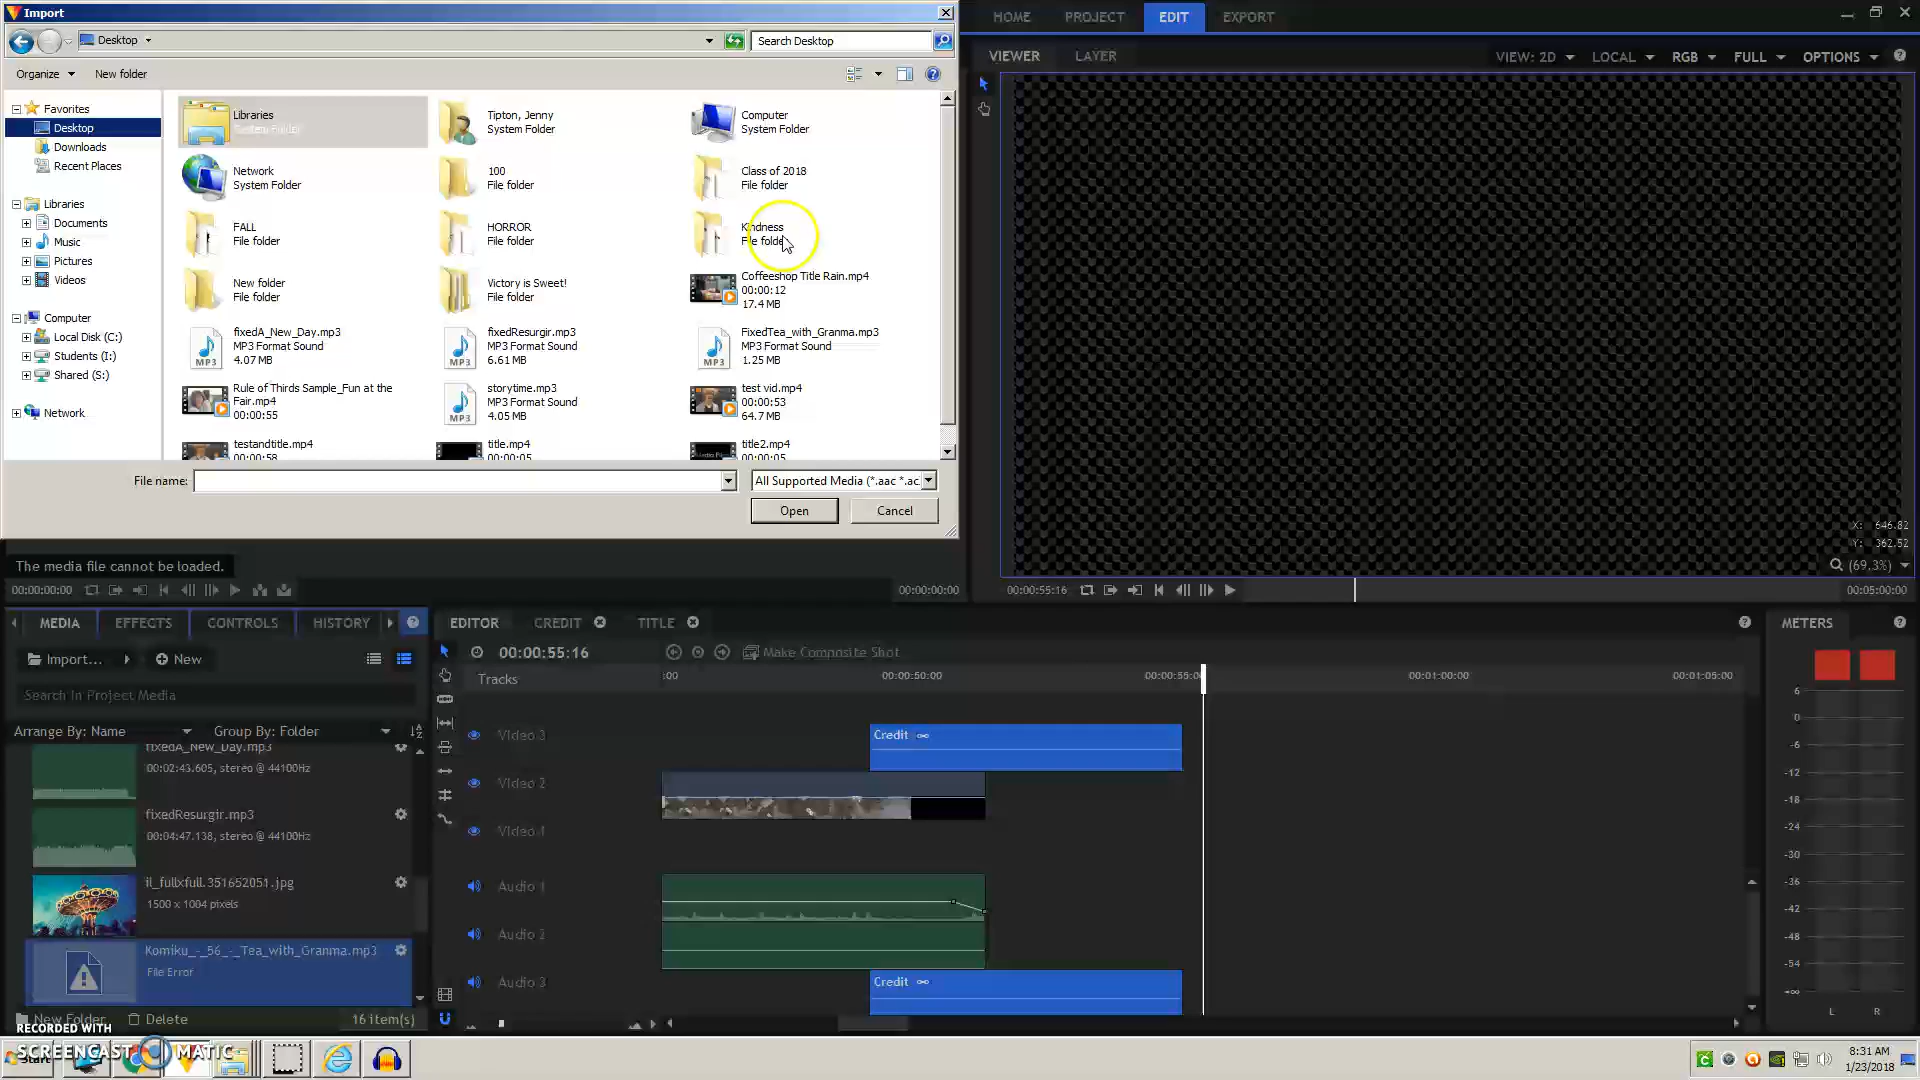 Import
HOME PROJECT EDIT EXPORT
Desktop
Search Desktop
Organize New folder
VIEWER LAYER VIEW: 2D LOCAL RGB FULL OPTIONS
Favorites
Desktop
Downloads
Recent Places
Libraries
Documents
Music
Pictures
Videos
Computer
Local Disk (C:)
Students (I:)
Shared (S:)
Network
Libraries
System Folder
Tipton, Jenny
System Folder
Computer
System Folder
Network
System Folder
100
File folder
Class of 2018
File folder
FALL
File folder
HORROR
File folder
Kindness
File folder
New folder
File folder
Victory is Sweet!
File folder
Coffeeshop Title Rain.mp4
00:00:12
17.4 MB
fixedA_New_Day.mp3
MP3 Format Sound
4.07 MB
fixedResurgir.mp3
MP3 Format Sound
6.61 MB
FixedTea_with_Granma.mp3
MP3 Format Sound
1.25 MB
Rule of Thirds Sample_Fun at the
Fair.mp4
00:00:55
storytime.mp3
MP3 Format Sound
4.05 MB
test vid.mp4
00:00:53
64.7 MB
testandtitle.mp4
00:00:58
title.mp4
00:00:05
title2.mp4
00:00:05
MP3
MP3
MP3
MP3
File name:
All Supported Media (*.aac *.ac
Open Cancel
X: 646.82
Y: 362.52
(69.3%)
The media file cannot be loaded.
00:00:00:00 00:00:00:00
00:00:55:16 00:05:00:00
MEDIA EFFECTS CONTROLS HISTORY
EDITOR CREDIT TITLE
METERS
Import... New
00:00:55:16 Make Composite Shot
Search In Project Media
Tracks :00 00:00:50:00 00:00:55:0 00:01:00:00 00:01:05:00
Arrange By: Name Group By: Folder
fixedA_New_Day.mp3
00:02:43.605, stereo @ 44100Hz
fixedResurgir.mp3
00:04:47.138, stereo @ 44100Hz
il_fullxfull.351652051.jpg
1500 x 1004 pixels
Komiku_-_56_-_Tea_with_Granma.mp3
File Error
New Folder Delete 16 item(s)
Video 3 Credit
Video 2
Video 1
Audio 1
Audio 2
Audio 3 Credit
6
0
-6
-12
-18
-24
-30
-36
-42
-48
-54
-∞
L R
RECORDED WITH
SCREENCAST MATIC
Start
8:31 AM
1/23/2018